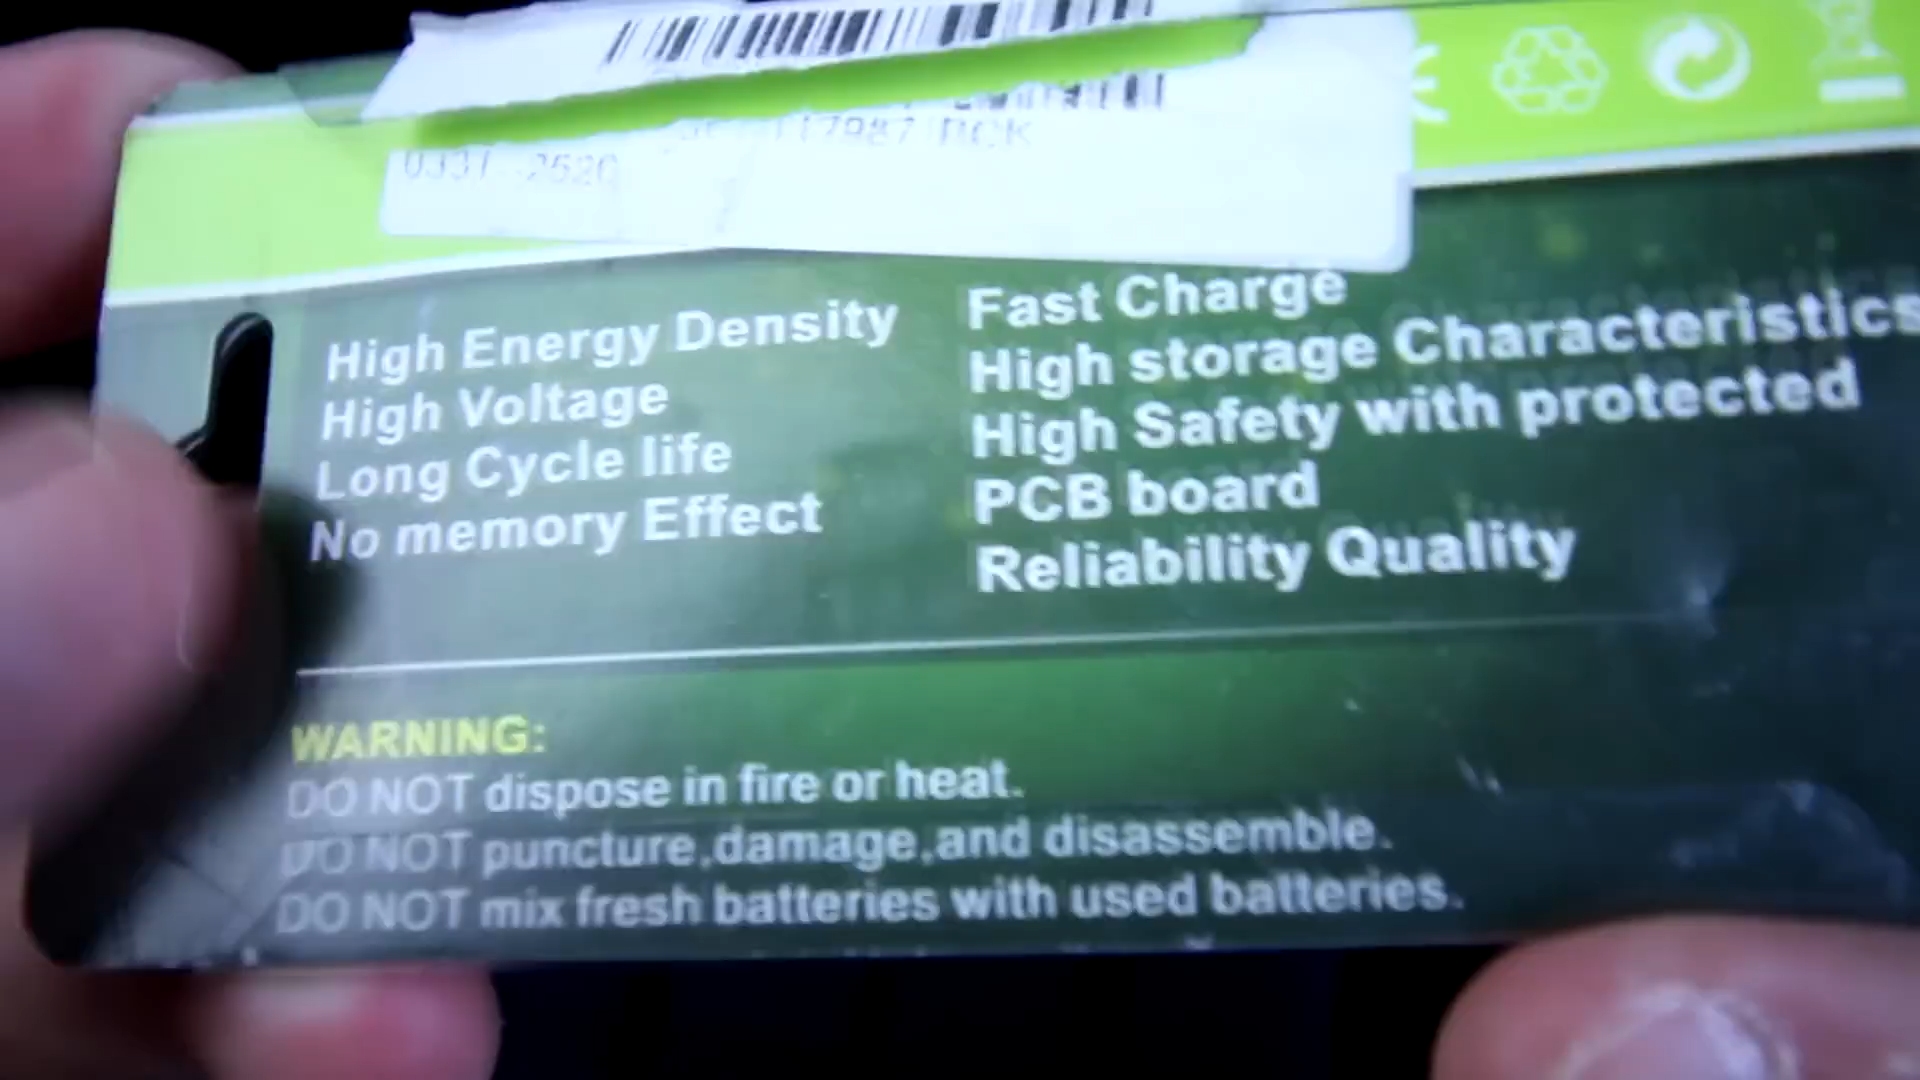 117987
High Energy Density
High Voltage
Long Cycle life
No memory Effect
Fast Charge
High storage Characteristics
High Safety with protected
PCB board
Reliability Quality
WARNING:
DO NOT dispose in fire or heat.
DO NOT puncture,damage,and disassemble.
DO NOT mix fresh batteries with used batteries.